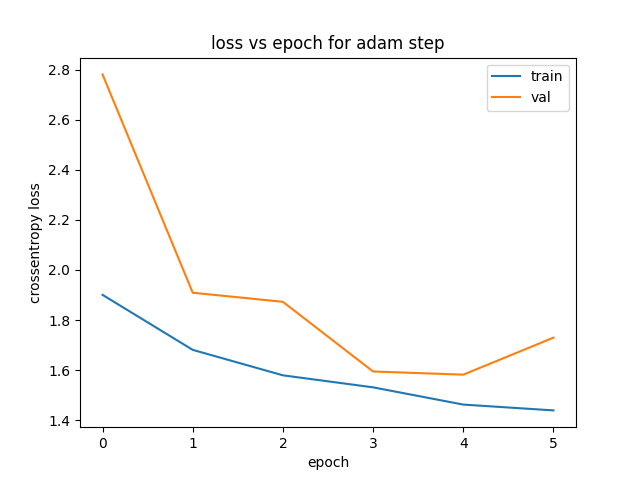 loss vs epoch for adam step
train
val
crossentropy loss
2.8
2.6
2.4
2.2
2.0
1.8
1.6
1.4
0 1 2 3 4 5
epoch